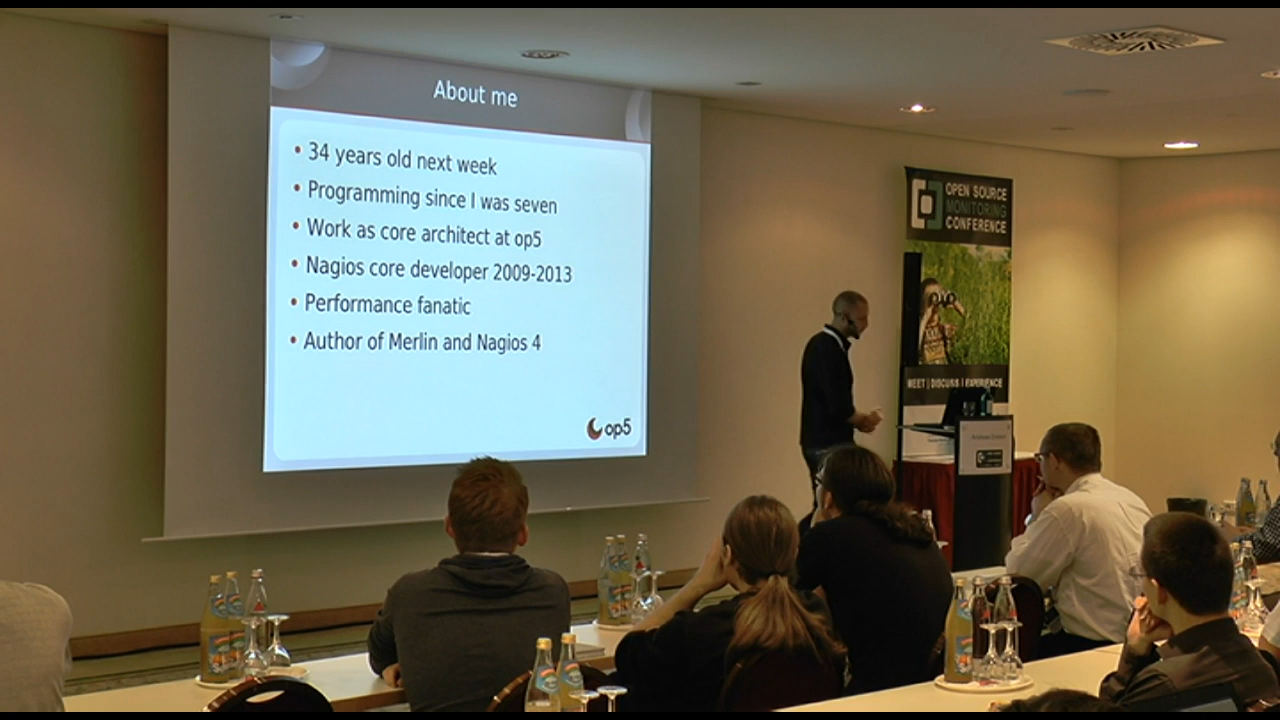 About me
• 34 years old next week
• Programming since I was seven
• Work as core architect at op5
• Nagios core developer 2009-2013
• Performance fanatic
• Author of Merlin and Nagios 4
op5
OPEN SOURCE
MONITORING
CONFERENCE
MEET | DISCUSS | EXPERIENCE